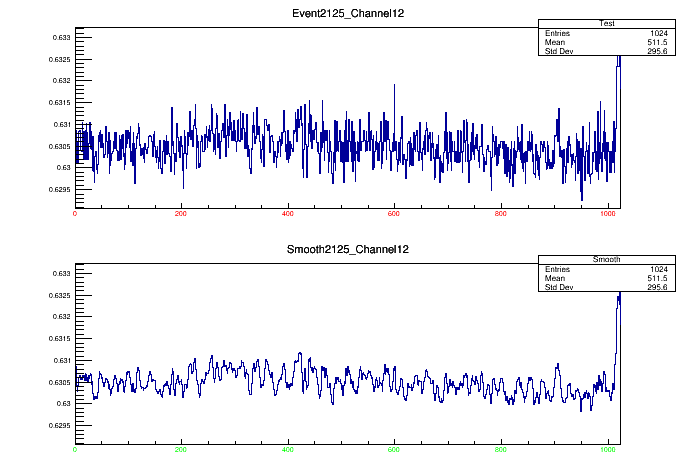 Event2125_Channel12
Test
Entries 1024
Mean 511.5
Std Dev 295.6
0.633
0.6325
0.632
0.6315
0.631
0.6305
0.63
0.6295
0 200 400 600 800 1000
Smooth2125_Channel12
Smooth
Entries 1024
Mean 511.5
Std Dev 295.6
0.633
0.6325
0.632
0.6315
0.631
0.6305
0.63
0.6295
0 200 400 600 800 1000